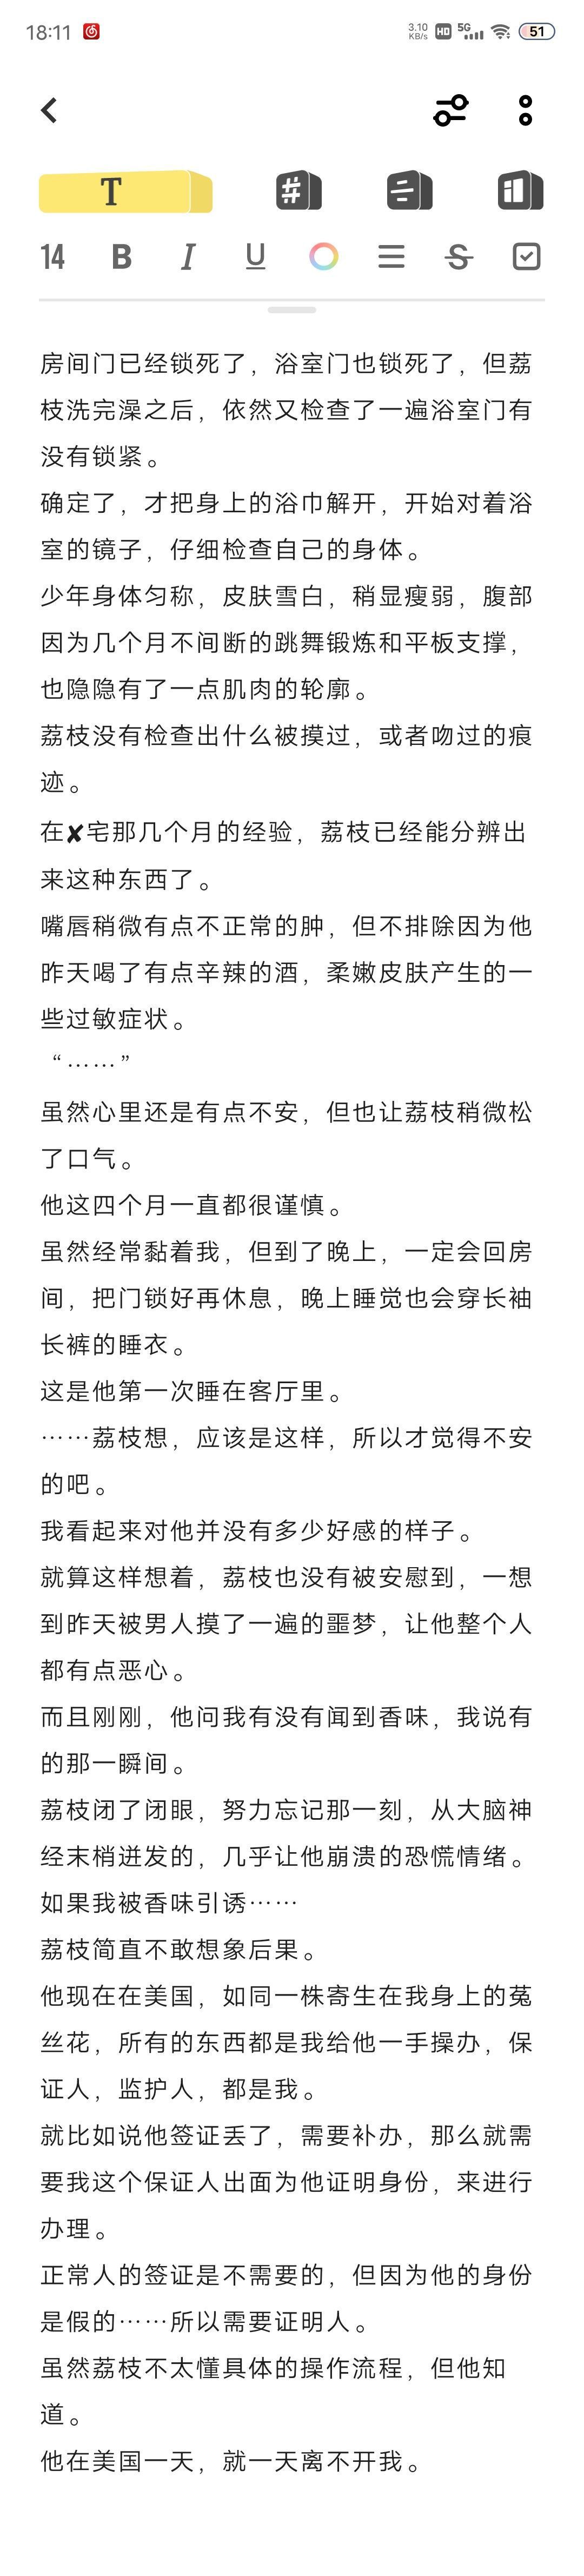 18:11
3.10 KB/s HD 5G 51
T
14 B I U S
房间门已经锁死了，浴室门也锁死了，但荔
枝洗完澡之后，依然又检查了一遍浴室门有
没有锁紧。
确定了，才把身上的浴巾解开，开始对着浴
室的镜子，仔细检查自己的身体。
少年身体匀称，皮肤雪白，稍显瘦弱，腹部
因为几个月不间断的跳舞锻炼和平板支撑，
也隐隐有了一点肌肉的轮廓。
荔枝没有检查出什么被摸过，或者吻过的痕
迹。
在✘宅那几个月的经验，荔枝已经能分辨出
来这种东西了。
嘴唇稍微有点不正常的肿，但不排除因为他
昨天喝了有点辛辣的酒，柔嫩皮肤产生的一
些过敏症状。
“……”
虽然心里还是有点不安，但也让荔枝稍微松
了口气。
他这四个月一直都很谨慎。
虽然经常黏着我，但到了晚上，一定会回房
间，把门锁好再休息，晚上睡觉也会穿长袖
长裤的睡衣。
这是他第一次睡在客厅里。
……荔枝想，应该是这样，所以才觉得不安
的吧。
我看起来对他并没有多少好感的样子。
就算这样想着，荔枝也没有被安慰到，一想
到昨天被男人摸了一遍的噩梦，让他整个人
都有点恶心。
而且刚刚，他问我有没有闻到香味，我说有
的那一瞬间。
荔枝闭了闭眼，努力忘记那一刻，从大脑神
经末梢迸发的，几乎让他崩溃的恐慌情绪。
如果我被香味引诱……
荔枝简直不敢想象后果。
他现在在美国，如同一株寄生在我身上的菟
丝花，所有的东西都是我给他一手操办，保
证人，监护人，都是我。
就比如说他签证丢了，需要补办，那么就需
要我这个保证人出面为他证明身份，来进行
办理。
正常人的签证是不需要的，但因为他的身份
是假的……所以需要证明人。
虽然荔枝不太懂具体的操作流程，但他知
道。
他在美国一天，就一天离不开我。